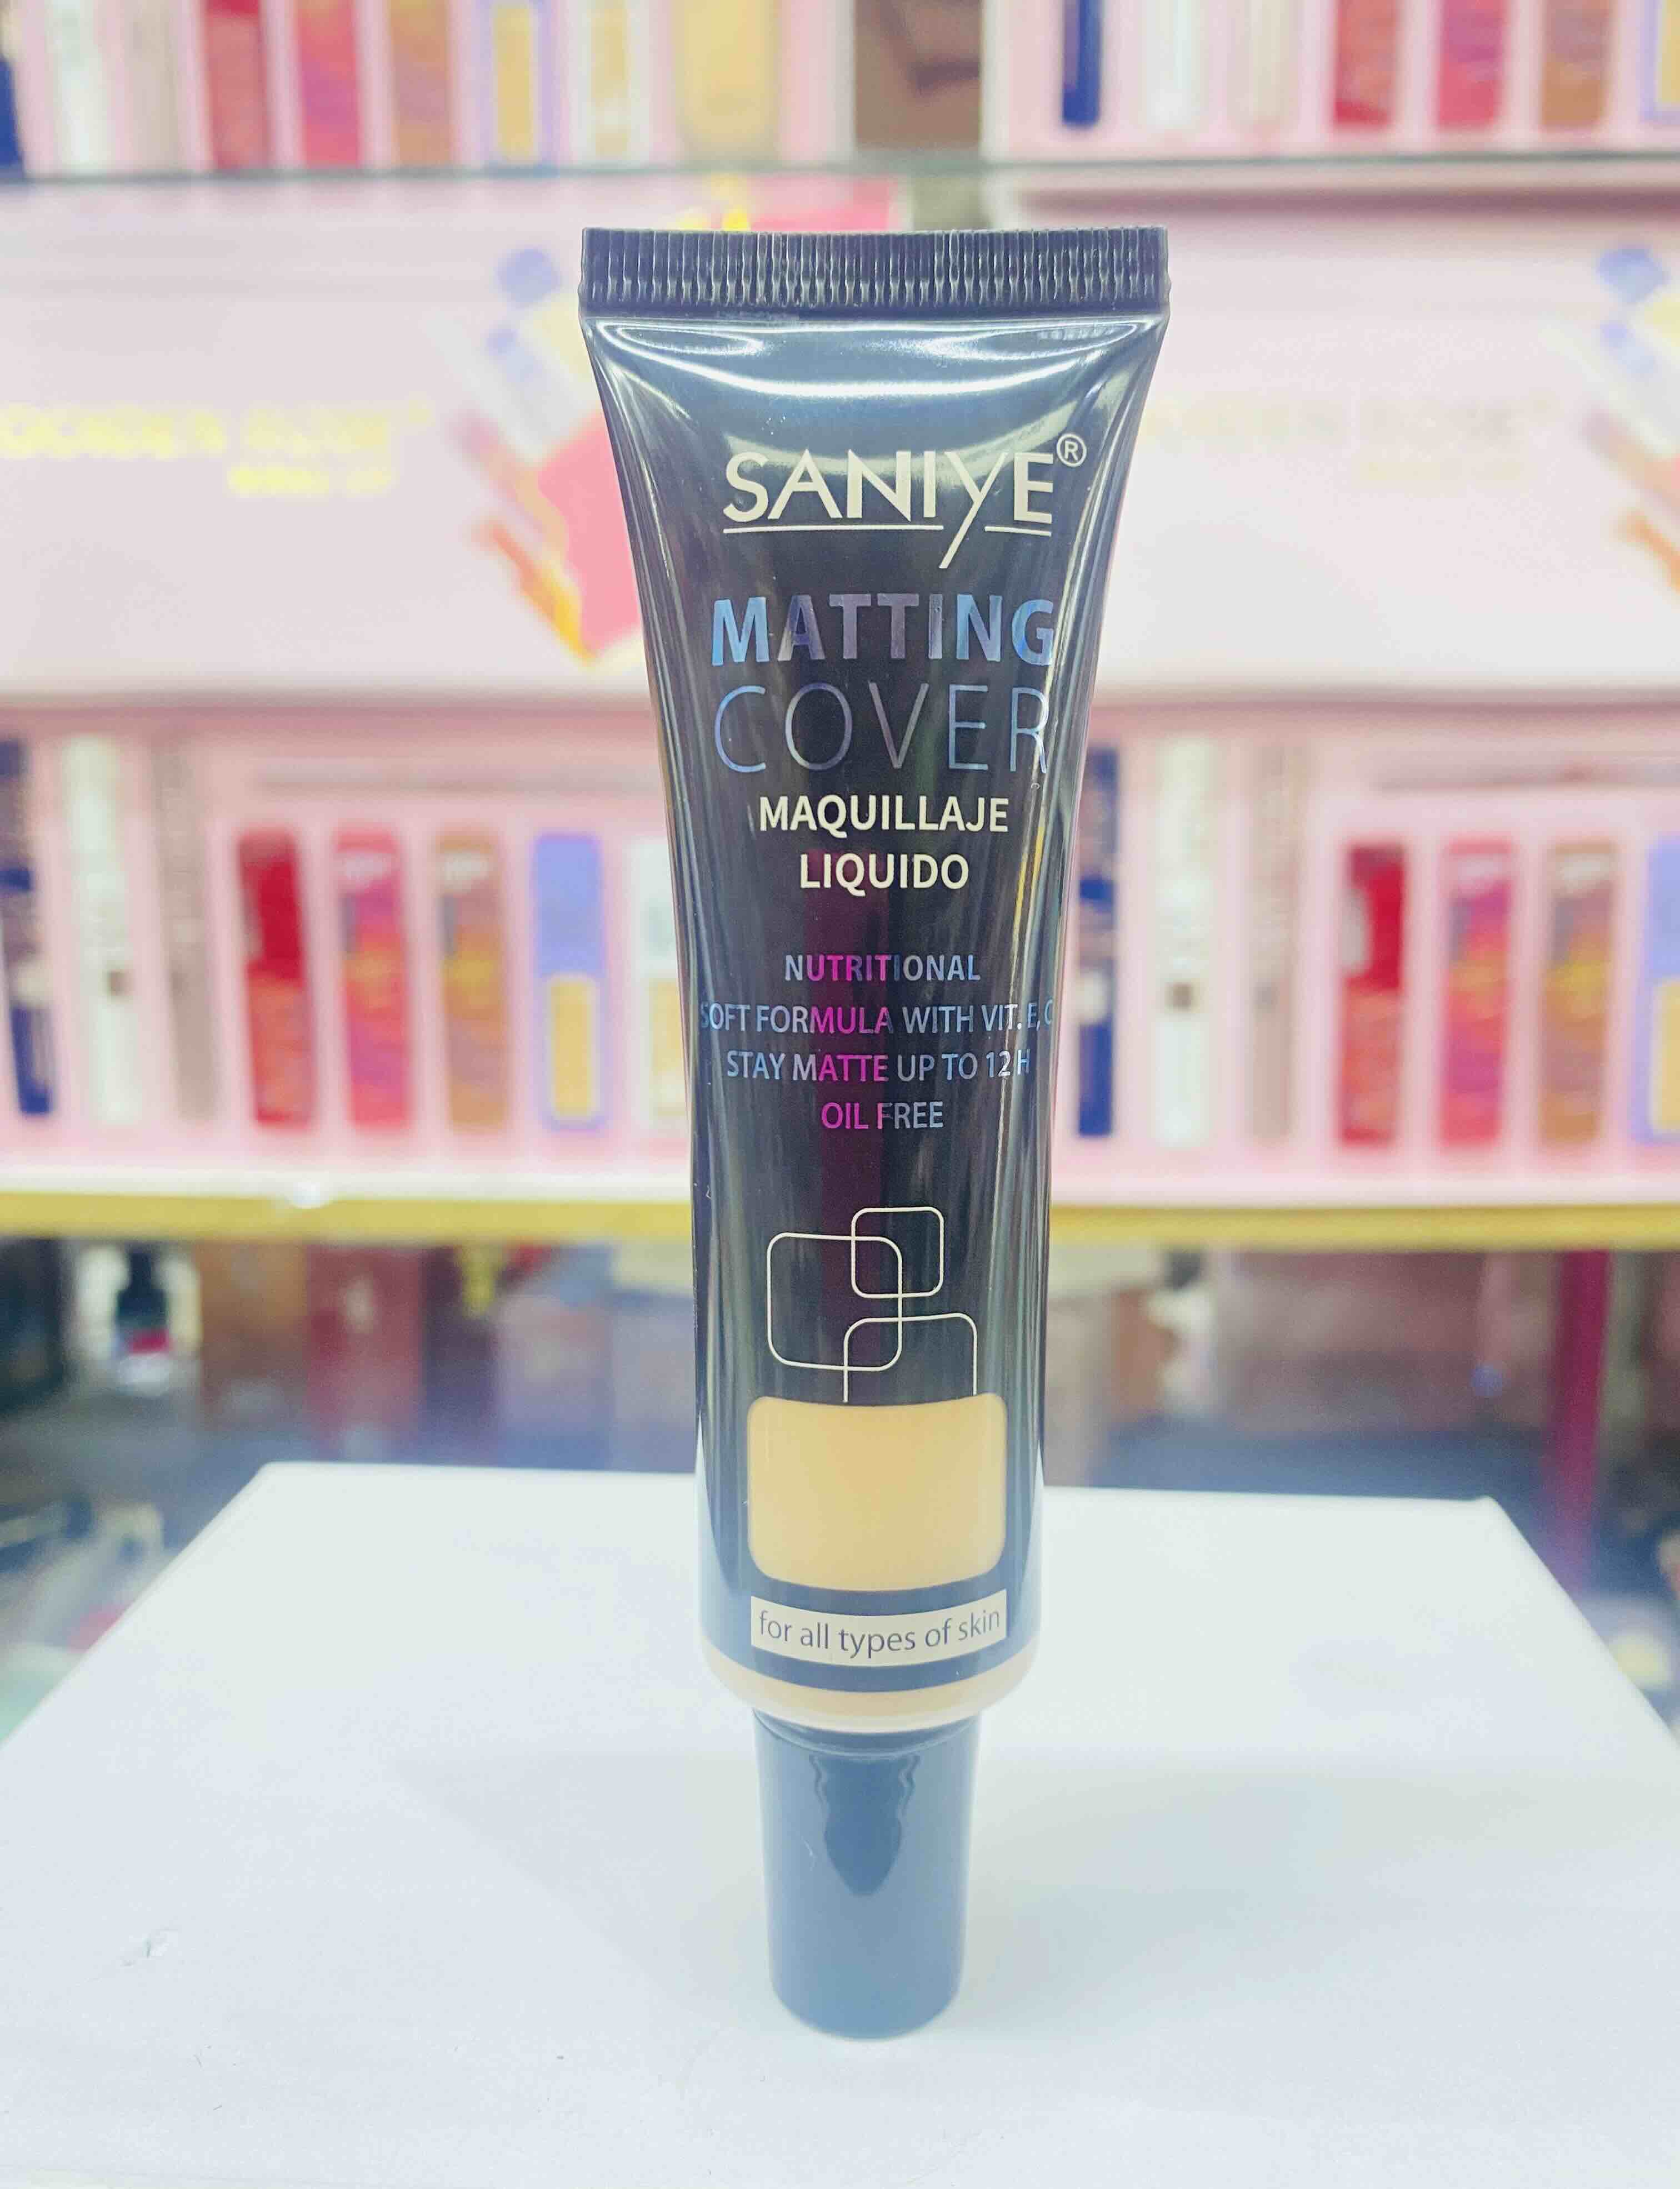 SANIYE®
MATTING
COVER
MAQUILLAJE
LIQUIDO
NUTRITIONAL
SOFT FORMULA WITH VIT. E, C
STAY MATTE UP TO 12 H
OIL FREE
for all types of skin